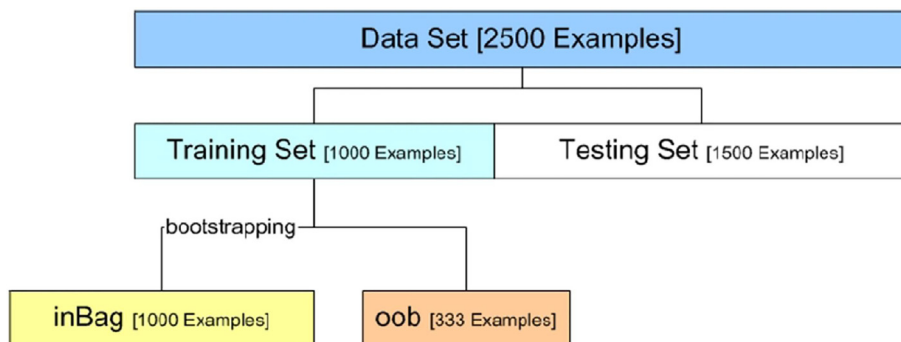 Data Set [2500 Examples]
Training Set [1000 Examples]
Testing Set [1500 Examples]
bootstrapping
inBag [1000 Examples]
oob [333 Examples]